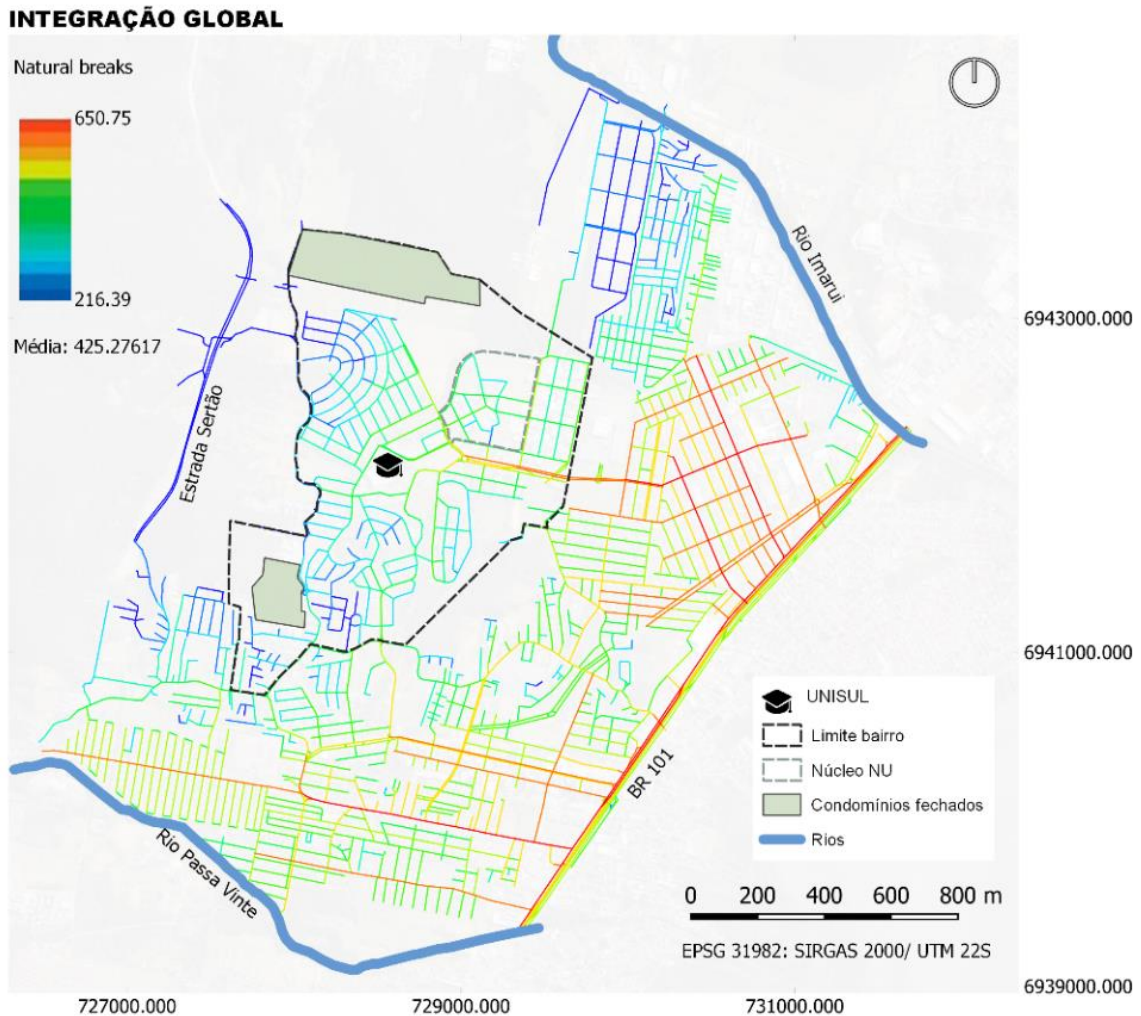 INTEGRAÇÃO GLOBAL
Natural breaks
650.75
216.39
Média: 425.27617
Rio Imarui
6943000.000
Estrada Sertão
6941000.000
UNISUL
Limite bairro
Núcleo NU
Condomínios fechados
Rios
BR 101
Rio Passa Vinte
0 200 400 600 800 m
EPSG 31982: SIRGAS 2000/ UTM 22S
6939000.000
727000.000 729000.000 731000.000